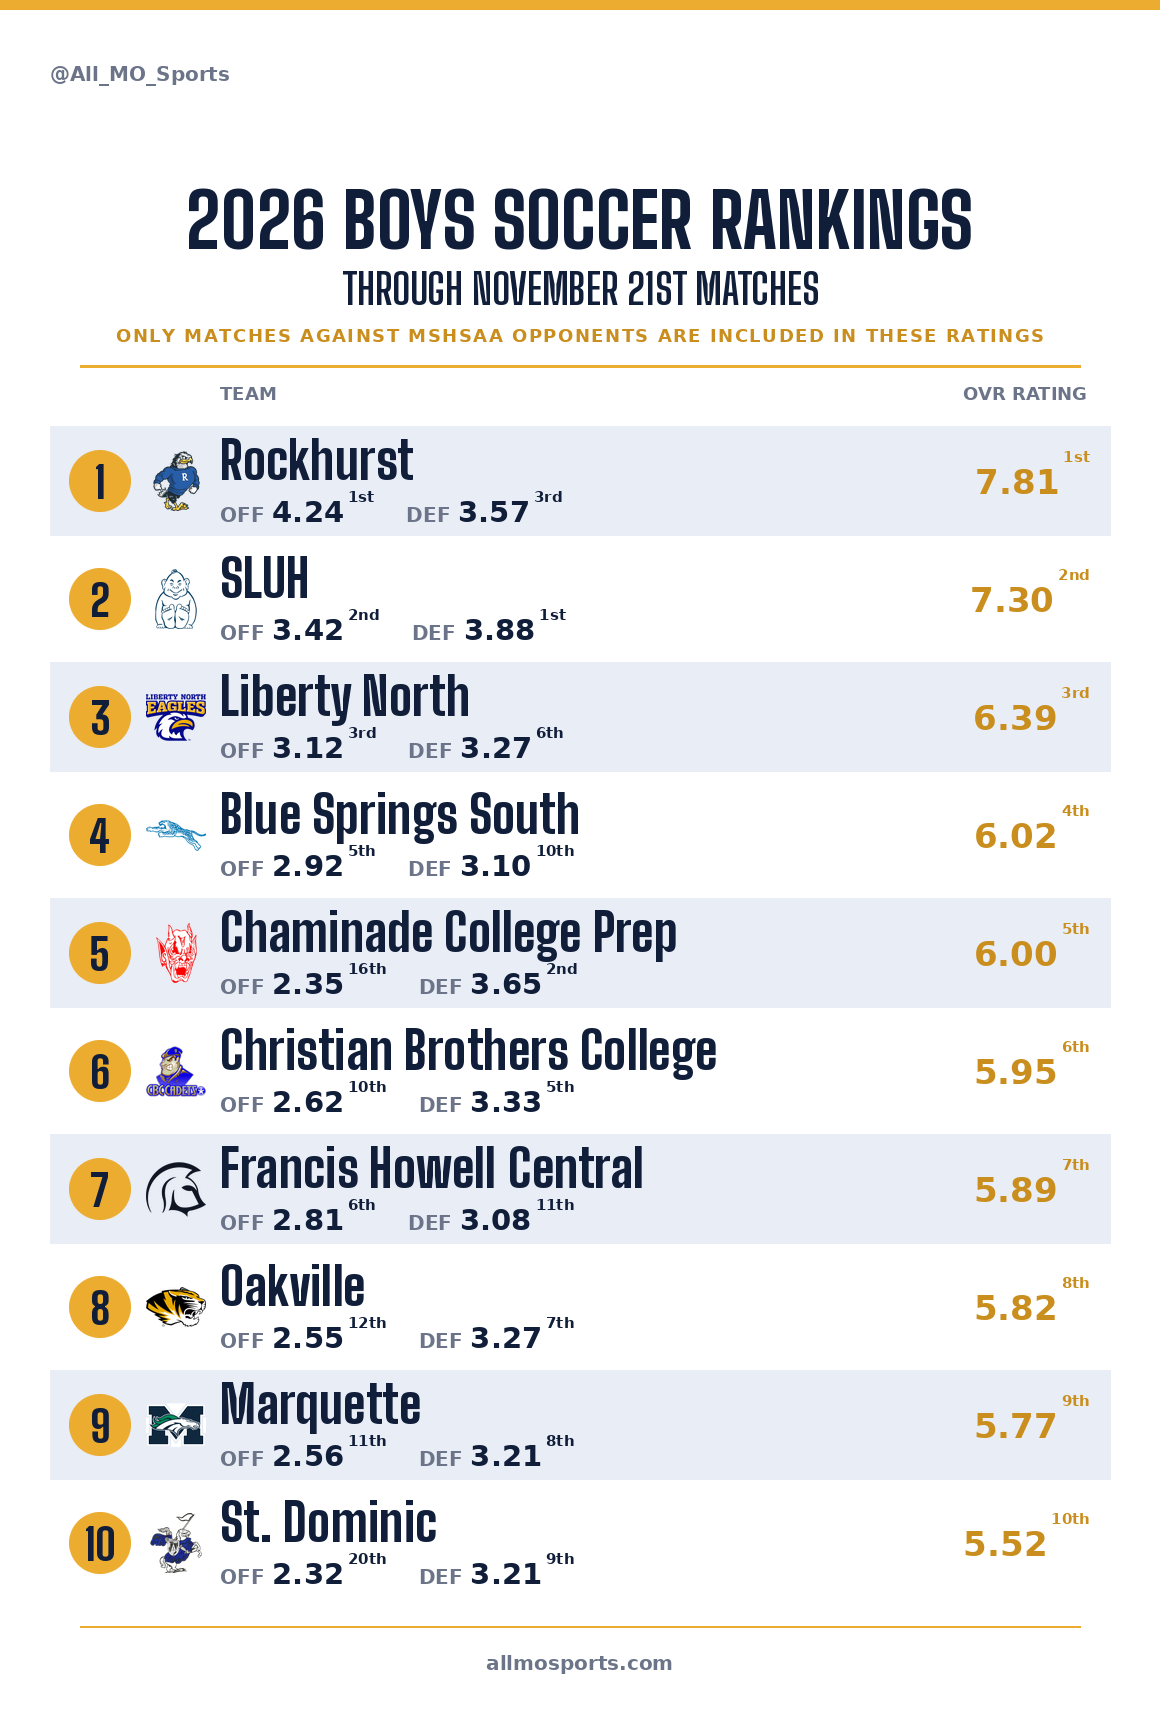 @All_MO_Sports
2026 BOYS SOCCER RANKINGS
THROUGH NOVEMBER 21ST MATCHES
ONLY MATCHES AGAINST MSHSAA OPPONENTS ARE INCLUDED IN THESE RATINGS
TEAM OVR RATING
1 R Rockhurst 7.81 1st
OFF 4.24 1st DEF 3.57 3rd
2 SLUH 7.30 2nd
OFF 3.42 2nd DEF 3.88 1st
3 LIBERTY NORTH EAGLES Liberty North 6.39 3rd
OFF 3.12 3rd DEF 3.27 6th
4 Blue Springs South 6.02 4th
OFF 2.92 5th DEF 3.10 10th
5 Chaminade College Prep 6.00 5th
OFF 2.35 16th DEF 3.65 2nd
6 CBC CADETS Christian Brothers College 5.95 6th
OFF 2.62 10th DEF 3.33 5th
7 Francis Howell Central 5.89 7th
OFF 2.81 6th DEF 3.08 11th
8 Oakville 5.82 8th
OFF 2.55 12th DEF 3.27 7th
9 M Marquette 5.77 9th
OFF 2.56 11th DEF 3.21 8th
10 St. Dominic 5.52 10th
OFF 2.32 20th DEF 3.21 9th
allmosports.com